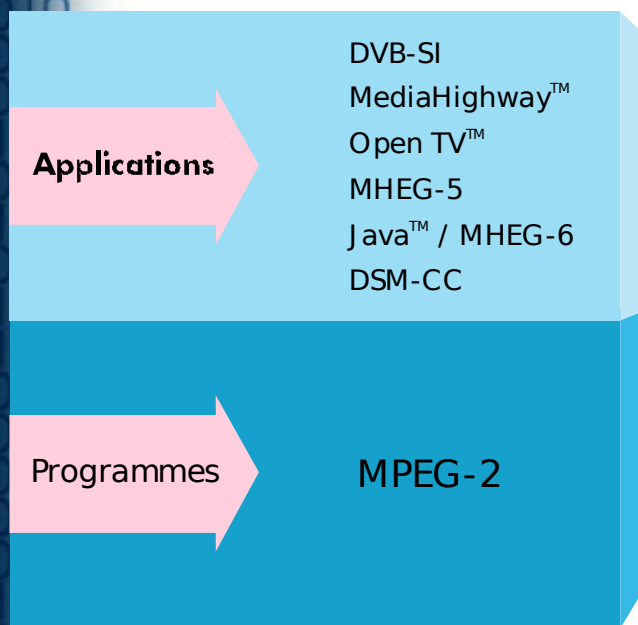 DVB-SI
MediaHighway™
Open TV™
Applications
MHEG-5
Java™ / MHEG-6
DSM-CC
Programmes
MPEG-2